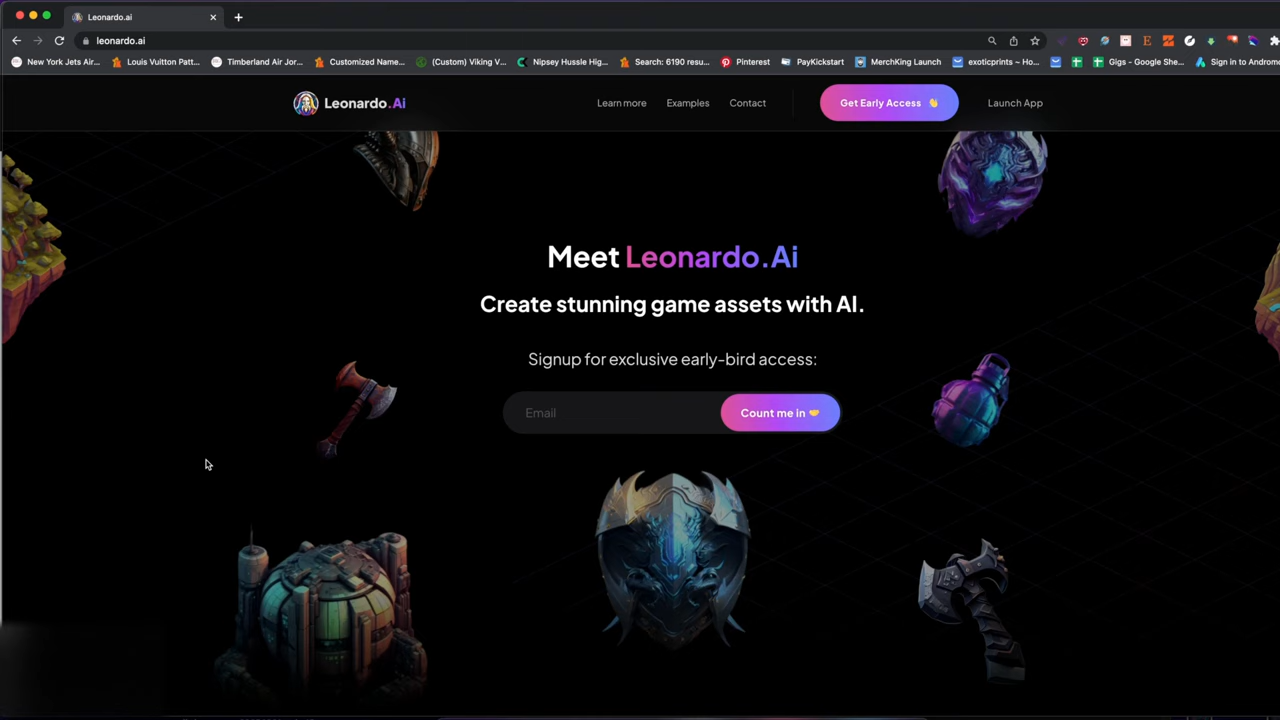 Leonardo.ai
leonardo.ai
New York Jets Air...
Louis Vuitton Patt...
Timberland Air Jor...
Customized Name...
(Custom) Viking V...
Nipsey Hussle Hig...
Search: 6190 resu...
Pinterest
PayKickstart
MerchKing Launch
exoticprints – Ho...
Gigs - Google She...
Sign in to Androme
Leonardo.Ai
Learn more
Examples
Contact
Get Early Access 👋
Launch App
Meet Leonardo.Ai
Create stunning game assets with AI.
Signup for exclusive early-bird access:
Email
Count me in 🤝